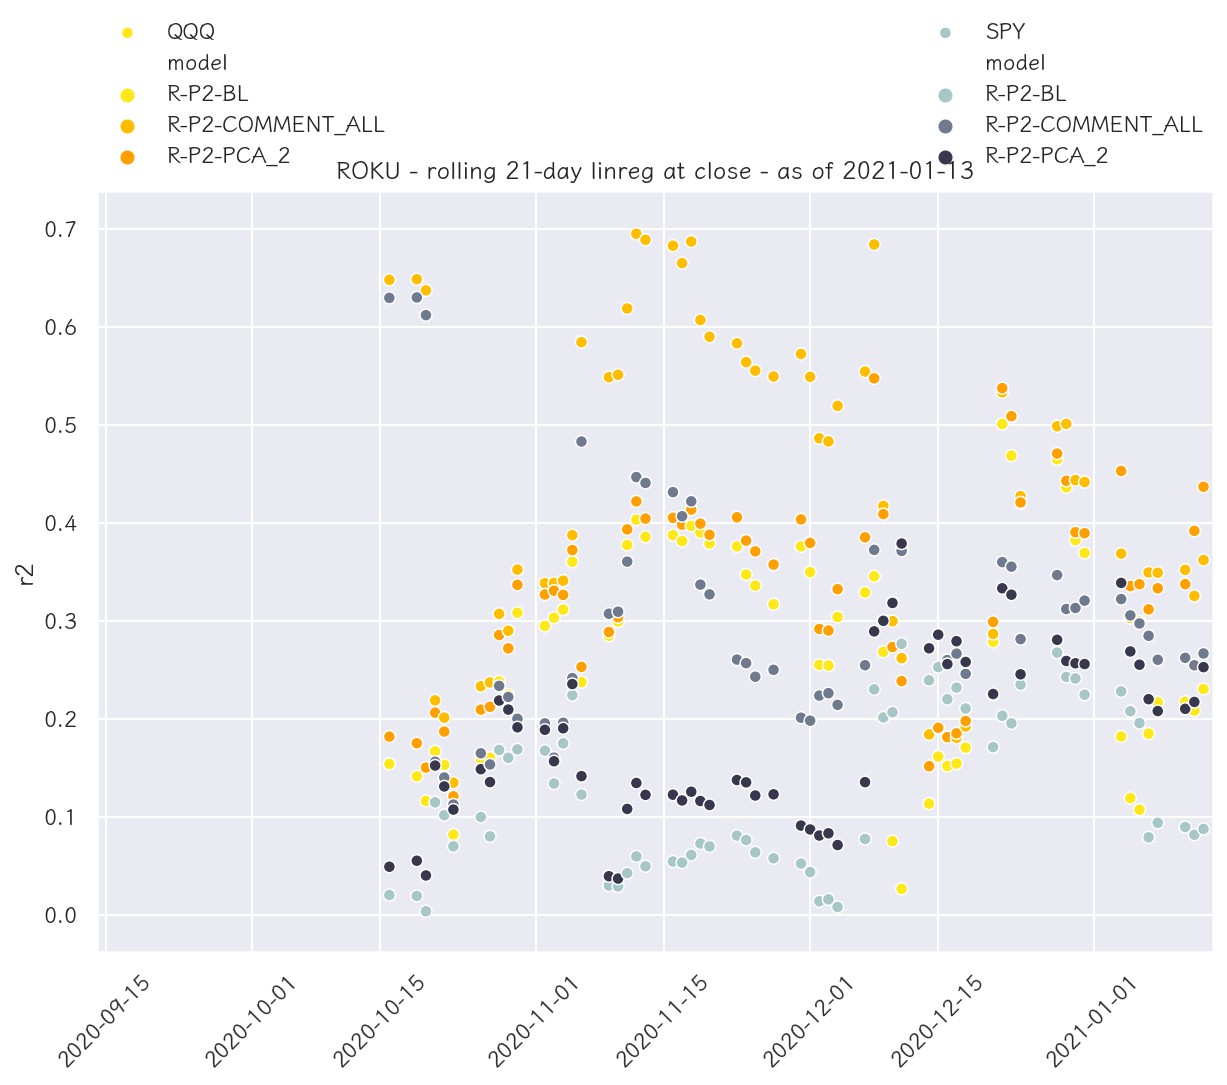 QQQ
model
R-P2-BL
R-P2-COMMENT_ALL
R-P2-PCA_2
SPY
model
R-P2-BL
R-P2-COMMENT_ALL
R-P2-PCA_2
ROKU - rolling 21-day linreg at close - as of 2021-01-13
0.7
0.6
0.5
0.4
0.3
0.2
0.1
0.0
r2
2020-09-15
2020-10-01
2020-10-15
2020-11-01
2020-11-15
2020-12-01
2020-12-15
2021-01-01